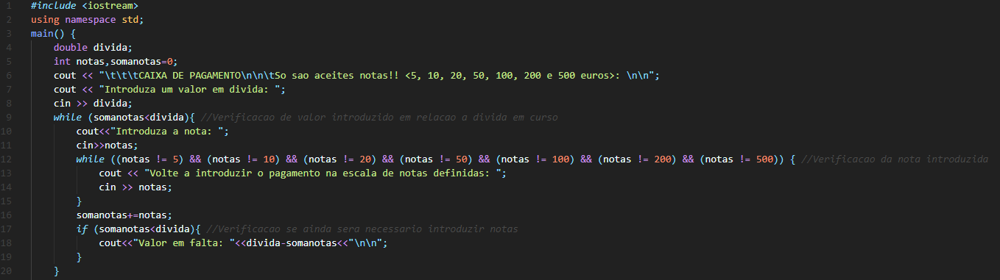 1 #include <iostream>
2 using namespace std;
3 main() {
4 double divida;
5 int notas,somanotas=0;
6 cout << "\t\t\tCAIXA DE PAGAMENTO\n\n\tSo sao aceites notas!! <5, 10, 20, 50, 100, 200 e 500 euros>: \n\n";
7 cout << "Introduza um valor em divida: ";
8 cin >> divida;
9 while (somanotas<divida){ //Verificacao de valor introduzido em relacao a divida em curso
10 cout<<"Introduza a nota: ";
11 cin>>notas;
12 while ((notas != 5) && (notas != 10) && (notas != 20) && (notas != 50) && (notas != 100) && (notas != 200) && (notas != 500)) { //Verificacao da nota introduzida
13 cout << "Volte a introduzir o pagamento na escala de notas definidas: ";
14 cin >> notas;
15 }
16 somanotas+=notas;
17 if (somanotas<divida){ //Verificacao se ainda sera necessario introduzir notas
18 cout<<"Valor em falta: "<<divida-somanotas<<"\n\n";
19 }
20 }